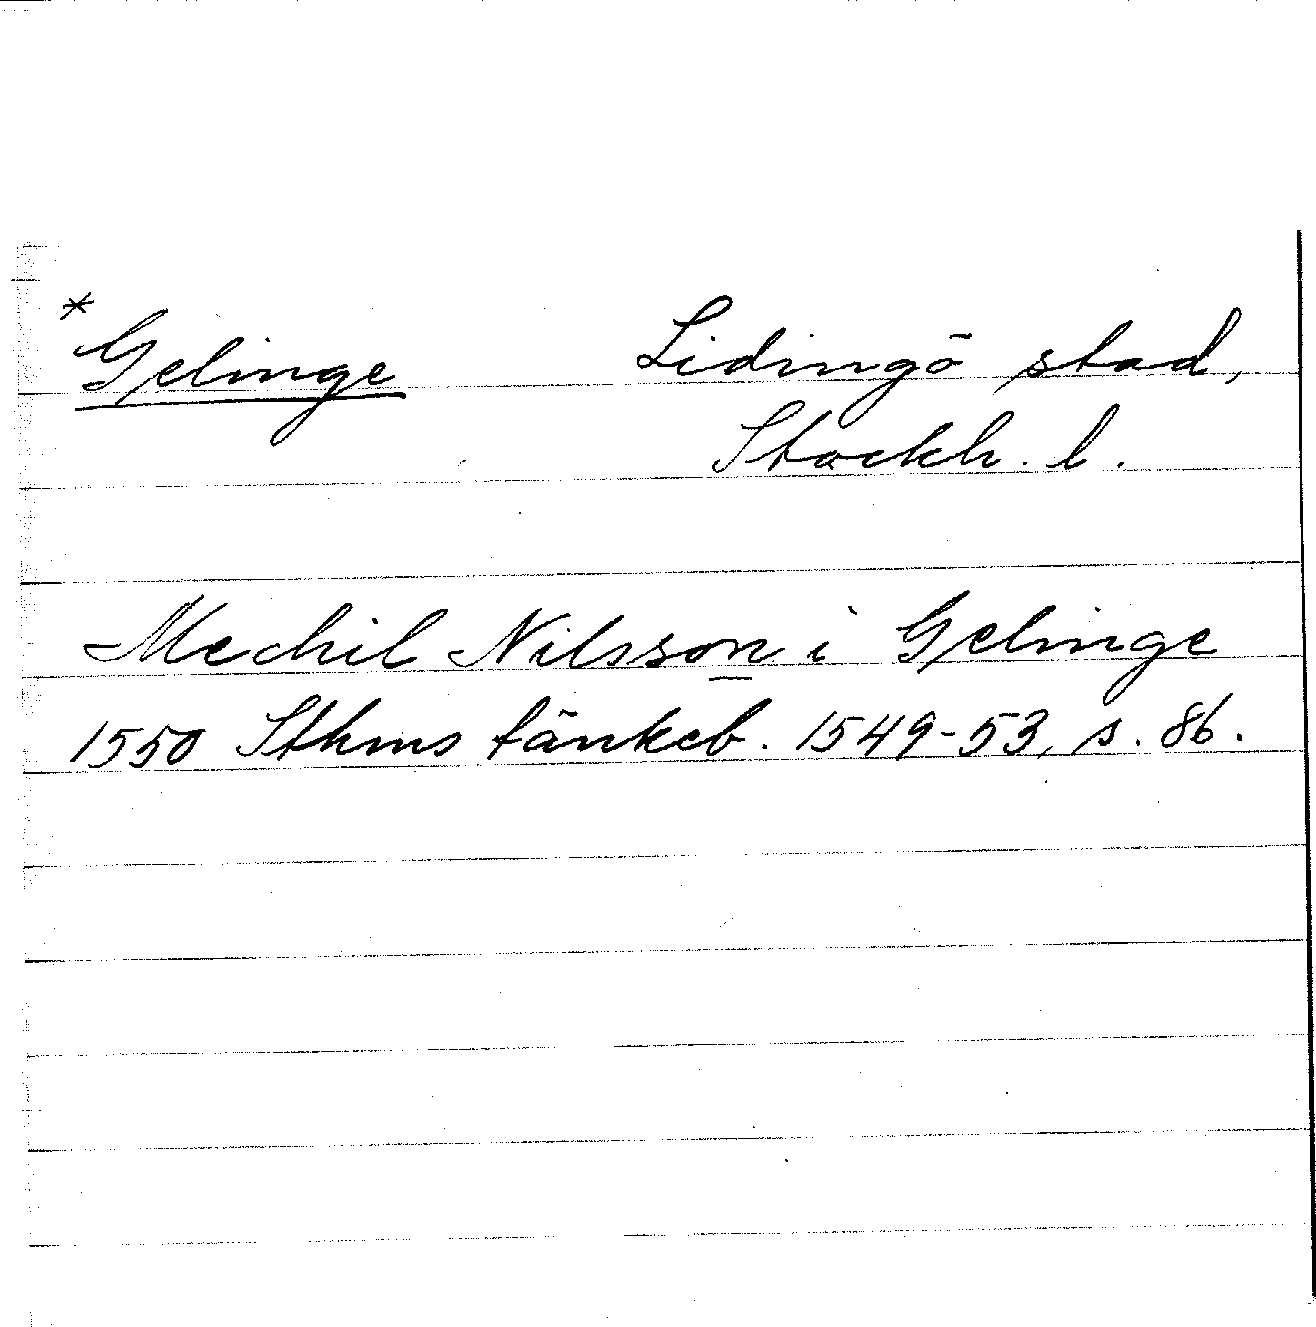 * Gelinge Lidingö stad,
Stockh. l.
Mechil Nilsson i Gelinge
1550 Sthms tänkeb. 1549-53, s. 86.